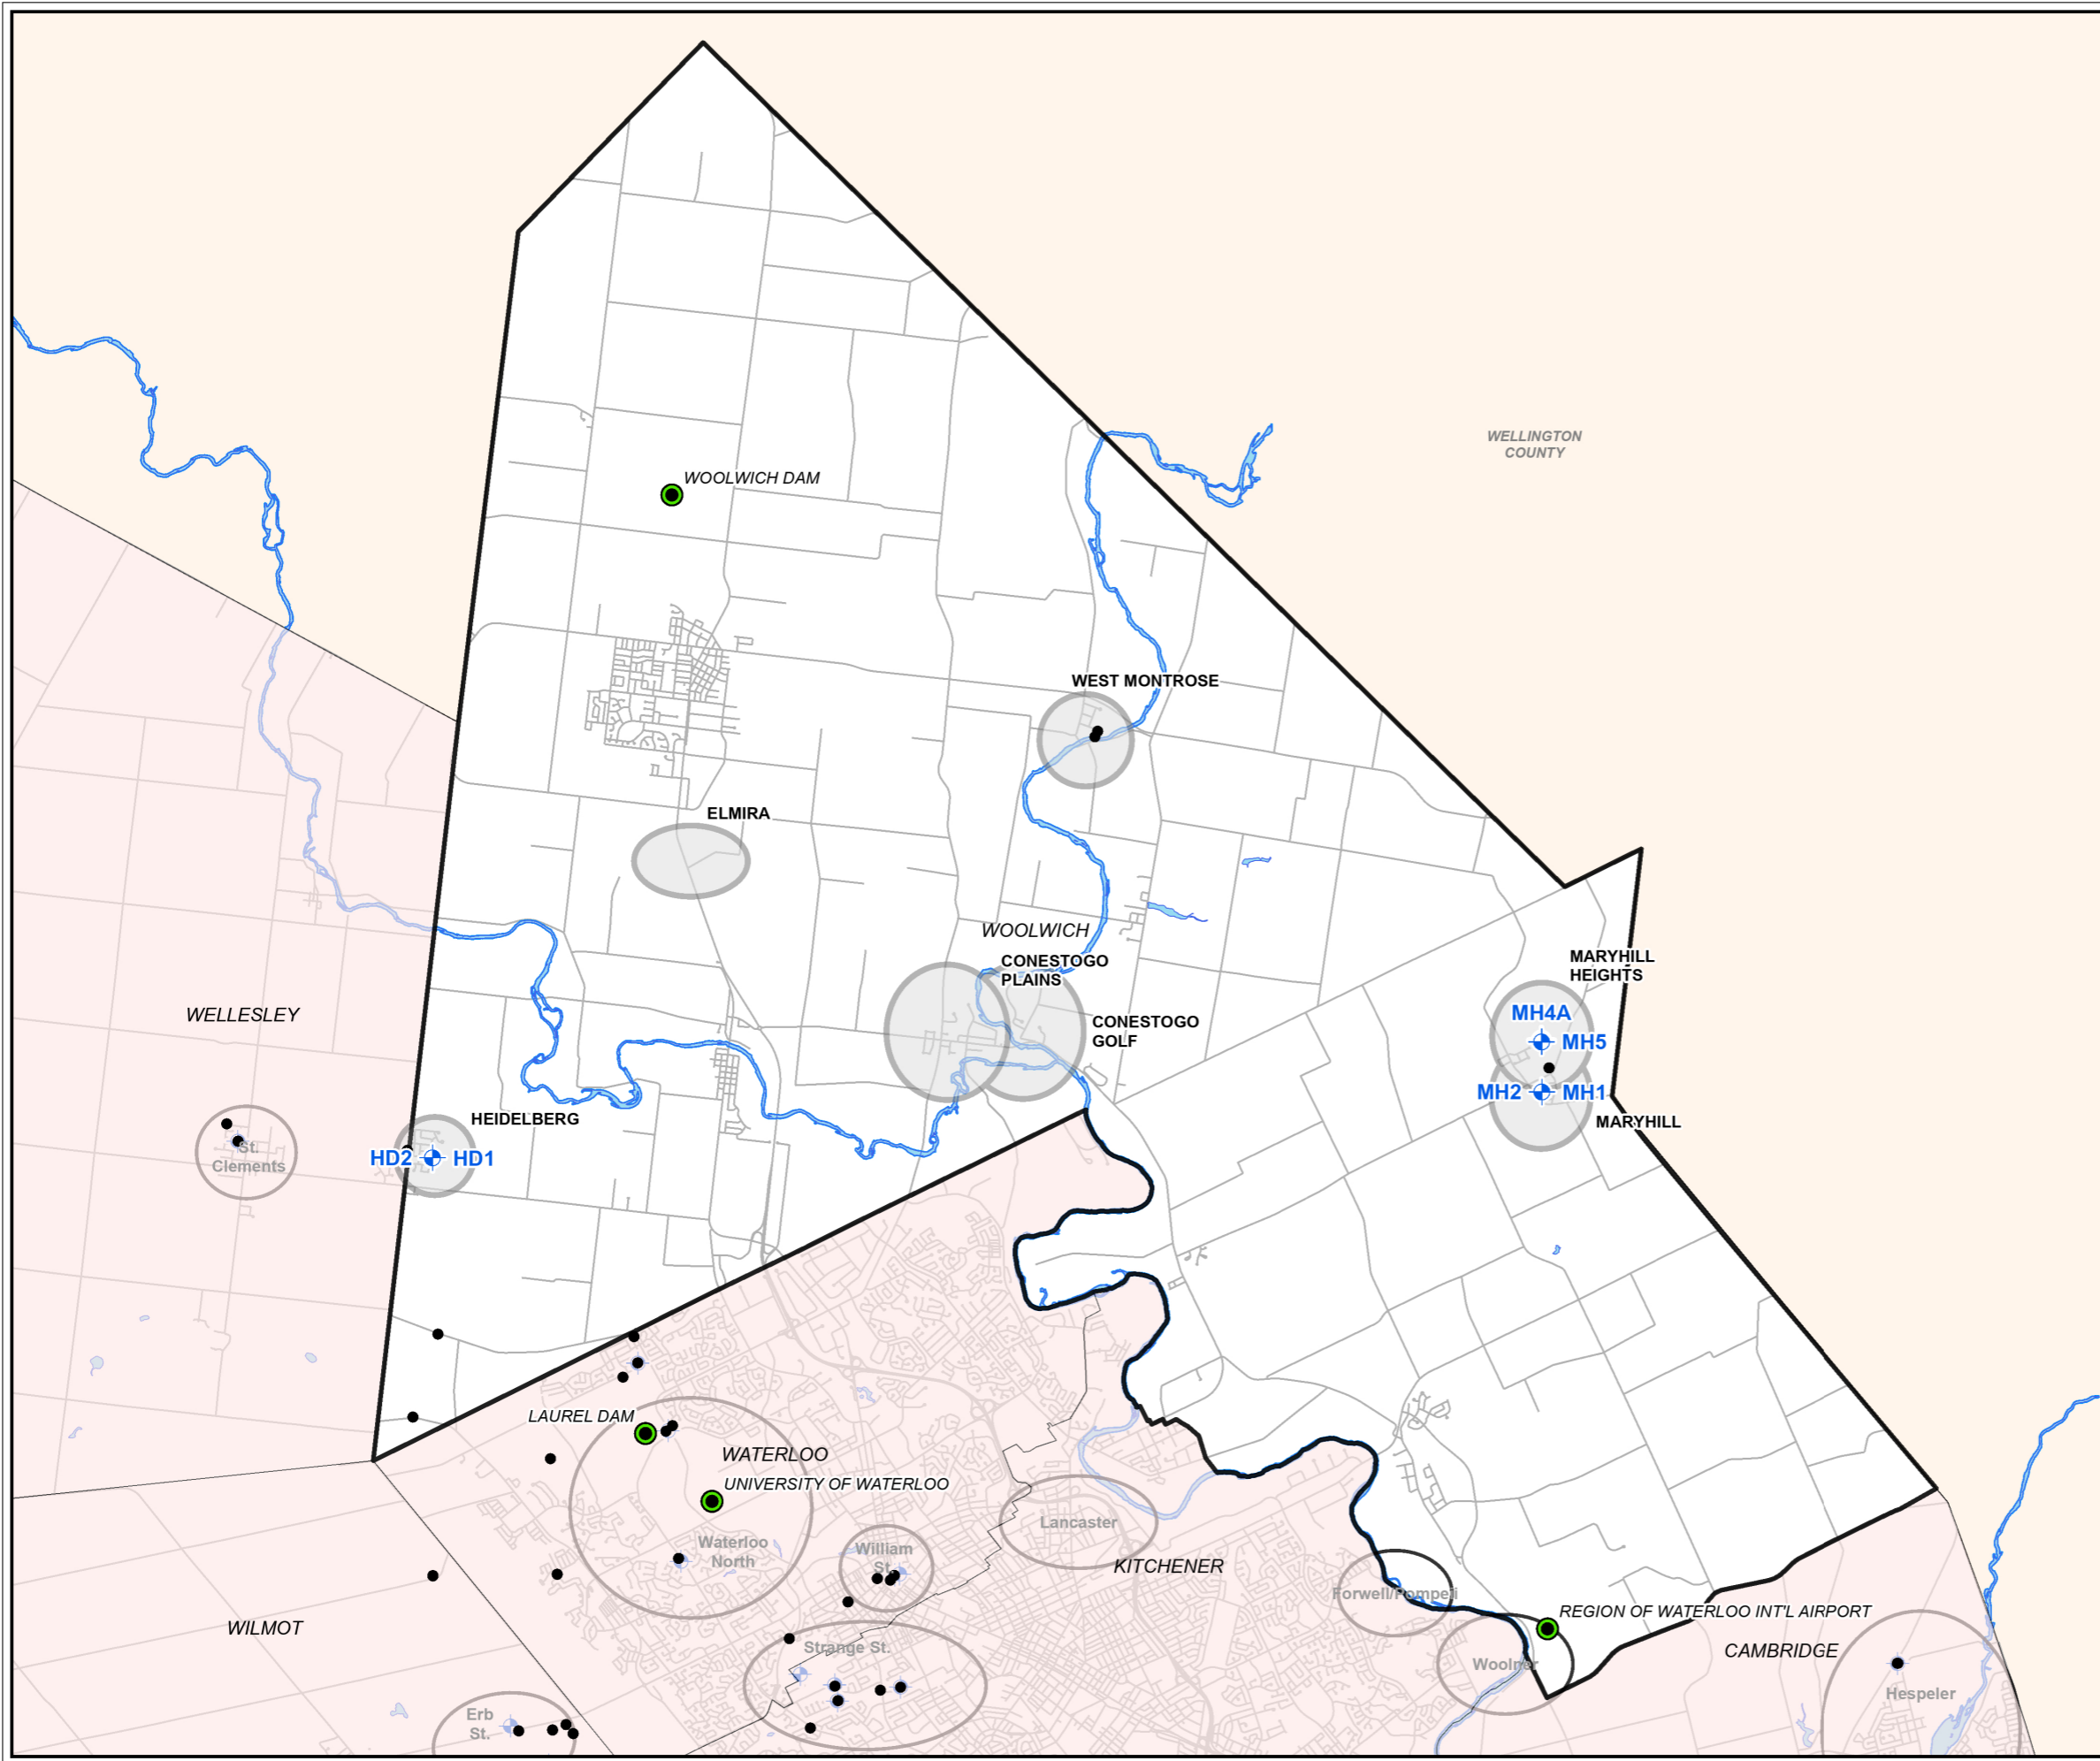 WELLINGTON
COUNTY
WOOLWICH DAM
WEST MONTROSE
ELMIRA
WOOLWICH
CONESTOGO
PLAINS
MARYHILL
HEIGHTS
WELLESLEY
MH4A
CONESTOGO
GOLF
MH5
MH2
MH1
HEIDELBERG
MARYHILL
St.
Clements
HD2
HD1
LAUREL DAM
WATERLOO
UNIVERSITY OF WATERLOO
Lancaster
Waterloo
North
William
St.
KITCHENER
Forwell/Pompeii
REGION OF WATERLOO INT'L AIRPORT
WILMOT
Strange St.
CAMBRIDGE
Woolner
Hespeler
Erb
St.